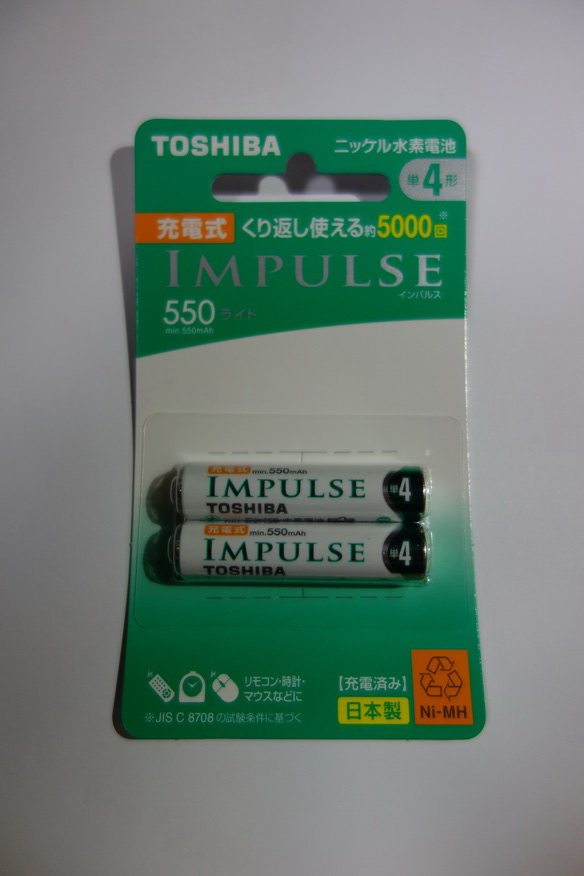 TOSHIBA
ニッケル水素電池
単4形
充電式 くり返し使える約5000回※
IMPULSE
インパルス
550 ライト
min.550mAh
充電式 min.550mAh
IMPULSE
TOSHIBA
単4
充電式 min.550mAh
IMPULSE
TOSHIBA
単4
リモコン・時計・
マウスなどに
※JIS C 8708の試験条件に基づく
【充電済み】
日本製
Ni-MH